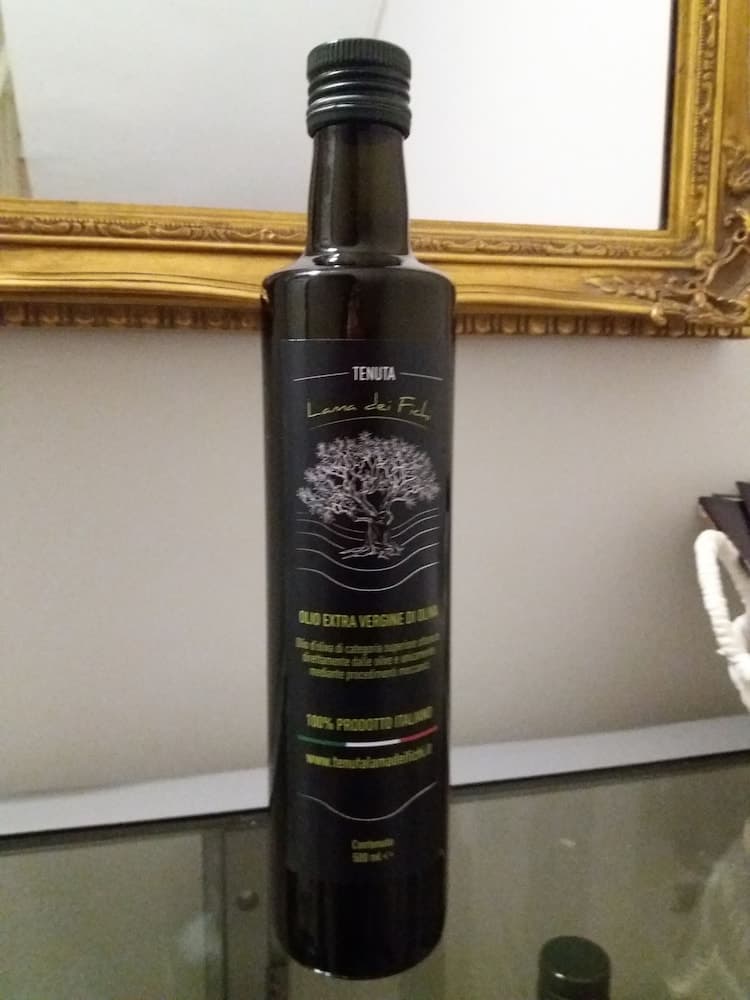 TENUTA
Lama dei Fichi
OLIO EXTRA VERGINE DI OLIVA
Olio d'oliva di categoria superiore ottenuto
direttamente dalle olive e unicamente
mediante procedimenti meccanici
100% PRODOTTO ITALIANO
www.tenutalamadeifichi.it
Contenuto
500 ml e